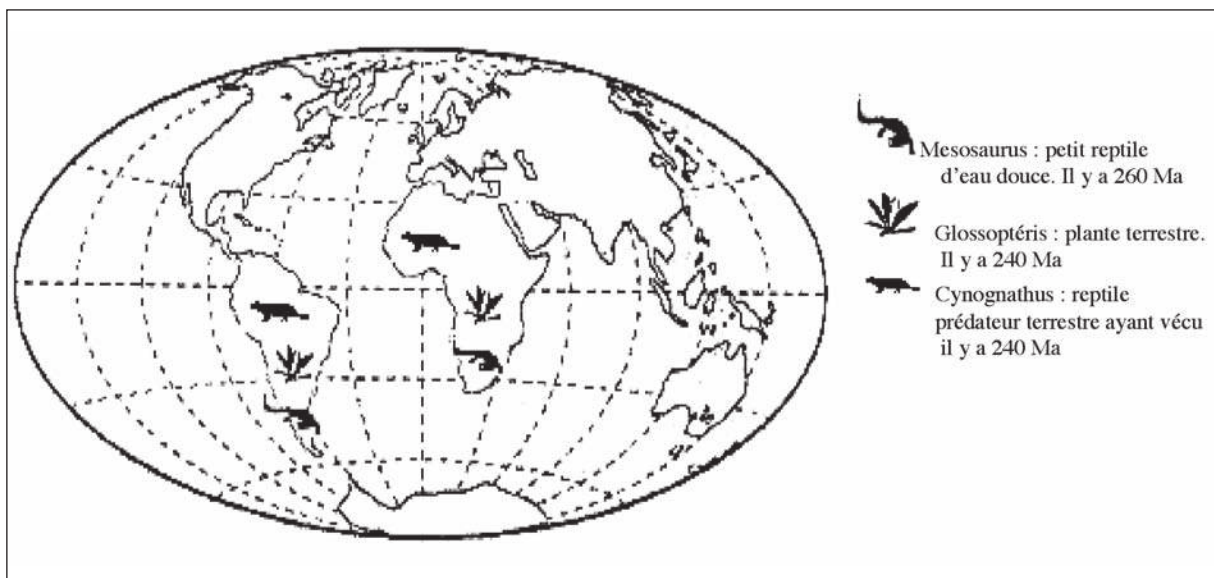 Mesosaurus : petit reptile
d'eau douce. Il y a 260 Ma
Glossoptéris : plante terrestre.
Il y a 240 Ma
Cynognathus : reptile
prédateur terrestre ayant vécu
il y a 240 Ma